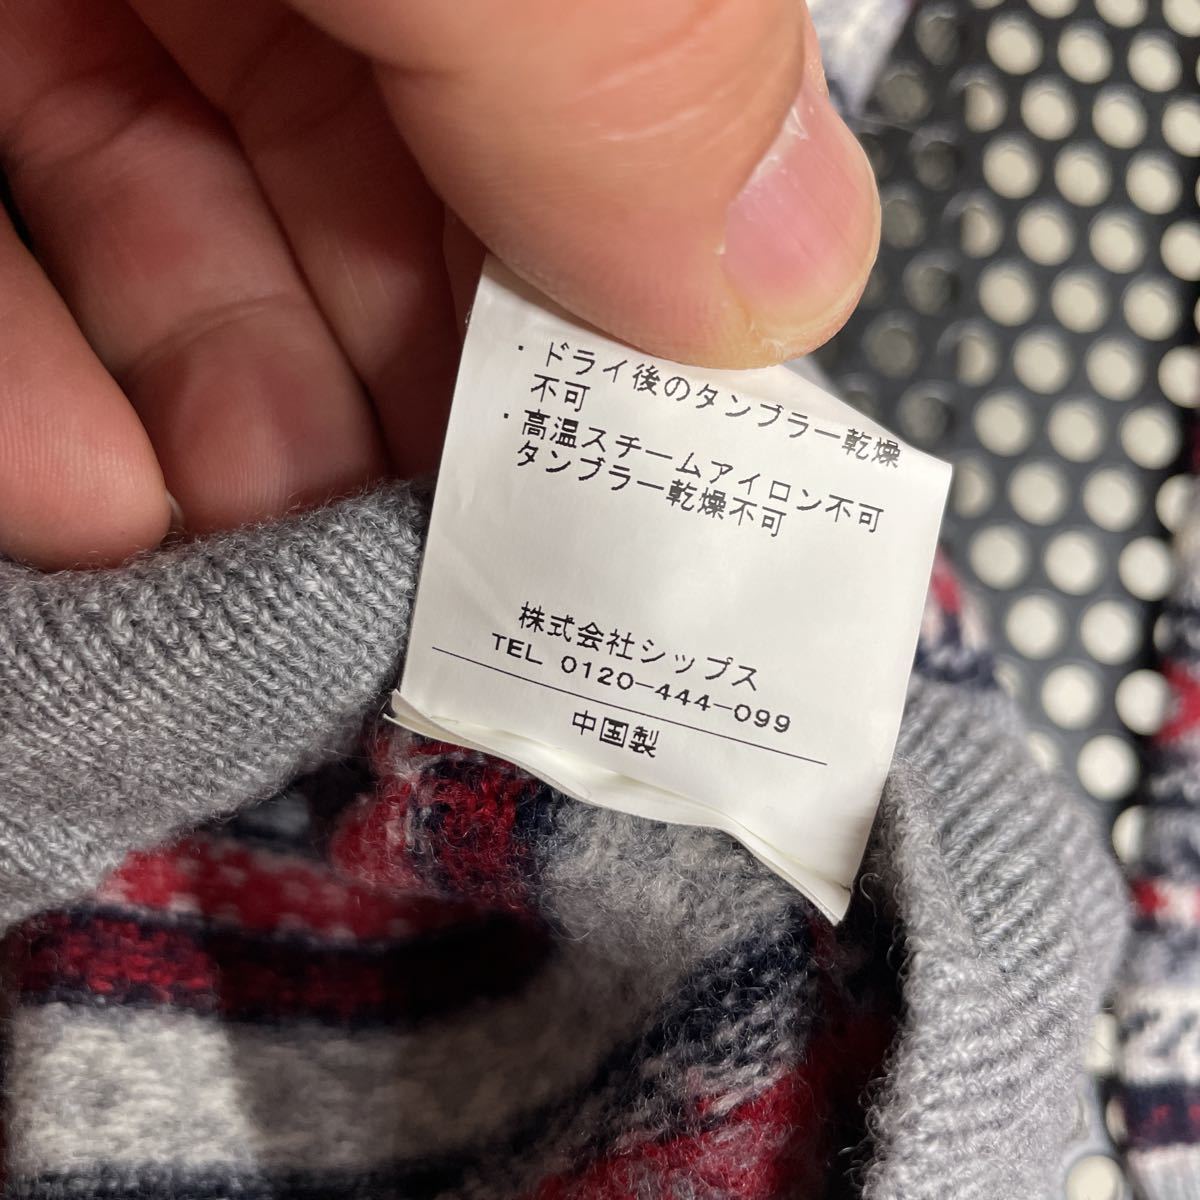 ・ドライ後のタンブラー乾燥
不可
・高温スチームアイロン不可
タンブラー乾燥不可
株式会社シップス
TEL 0120-444-099
中国製